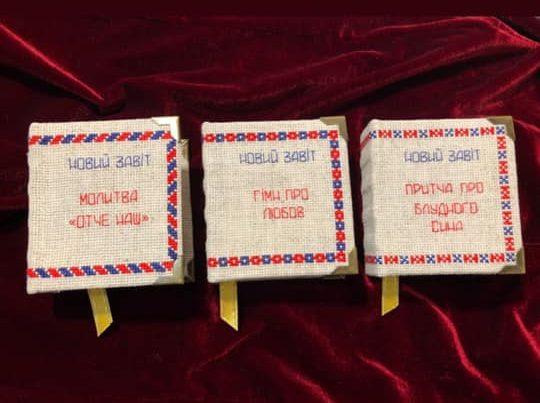 НОВИЙ ЗАВІТ
МОЛИТВА
«ОТЧЕ НАШ»
НОВИЙ ЗАВІТ
ГІМН ПРО
ЛЮБОВ
НОВИЙ ЗАВІТ
ПРИТЧА ПРО
БЛУДНОГО
СИНА